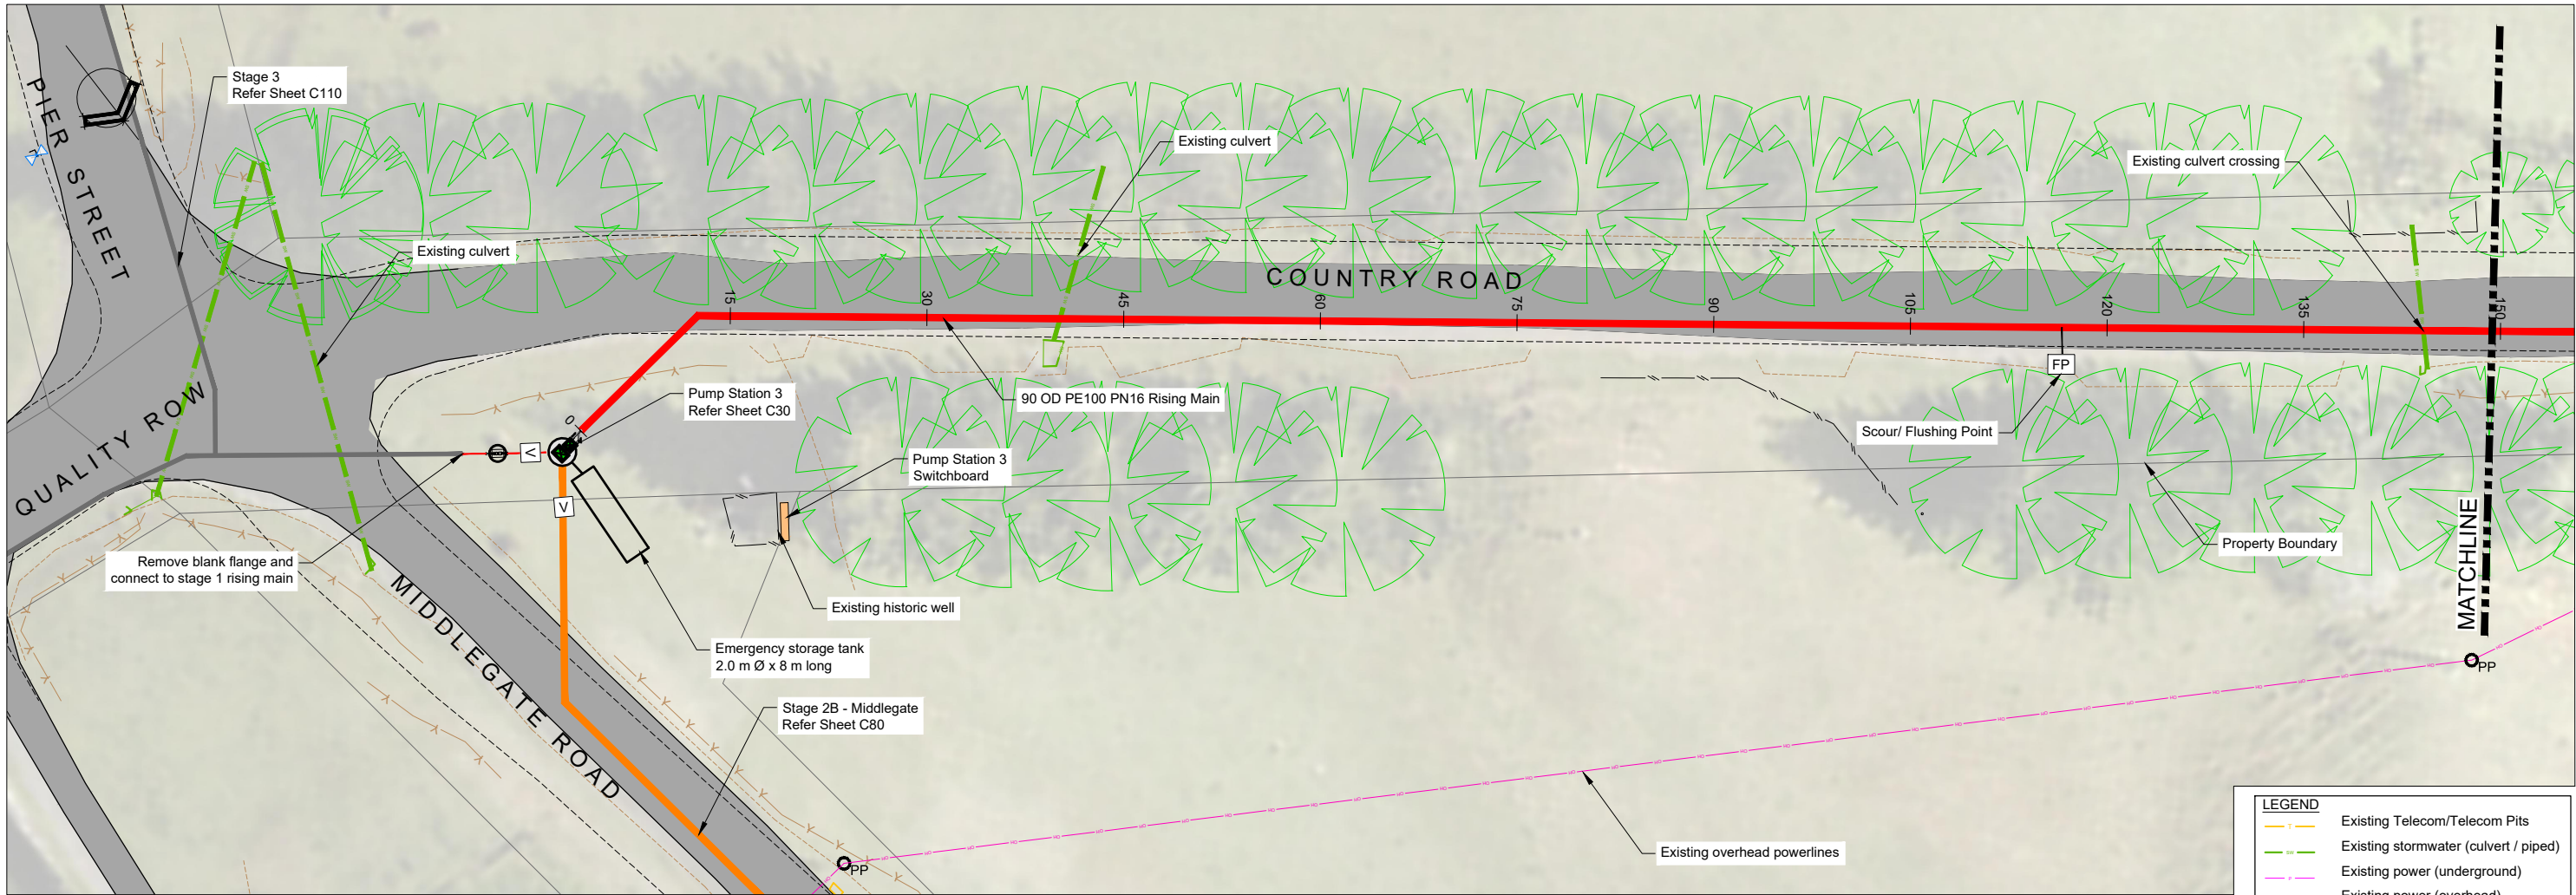 Stage 3
Refer Sheet C110
PIER STREET
Existing culvert
Existing culvert
Existing culvert crossing
COUNTRY ROAD
15
30
45
60
75
90
105
120
135
150
0
FP
Pump Station 3
Refer Sheet C30
90 OD PE100 PN16 Rising Main
Scour/ Flushing Point
QUALITY ROW
V
V
Pump Station 3
Switchboard
Remove blank flange and
connect to stage 1 rising main
Property Boundary
MATCHLINE
Existing historic well
Emergency storage tank
2.0 m Ø x 8 m long
MIDDLEGATE ROAD
PP
Stage 2B - Middlegate
Refer Sheet C80
PP
Existing overhead powerlines
LEGEND
Existing Telecom/Telecom Pits
Existing stormwater (culvert / piped)
Existing power (underground)
Existing power (overhead)